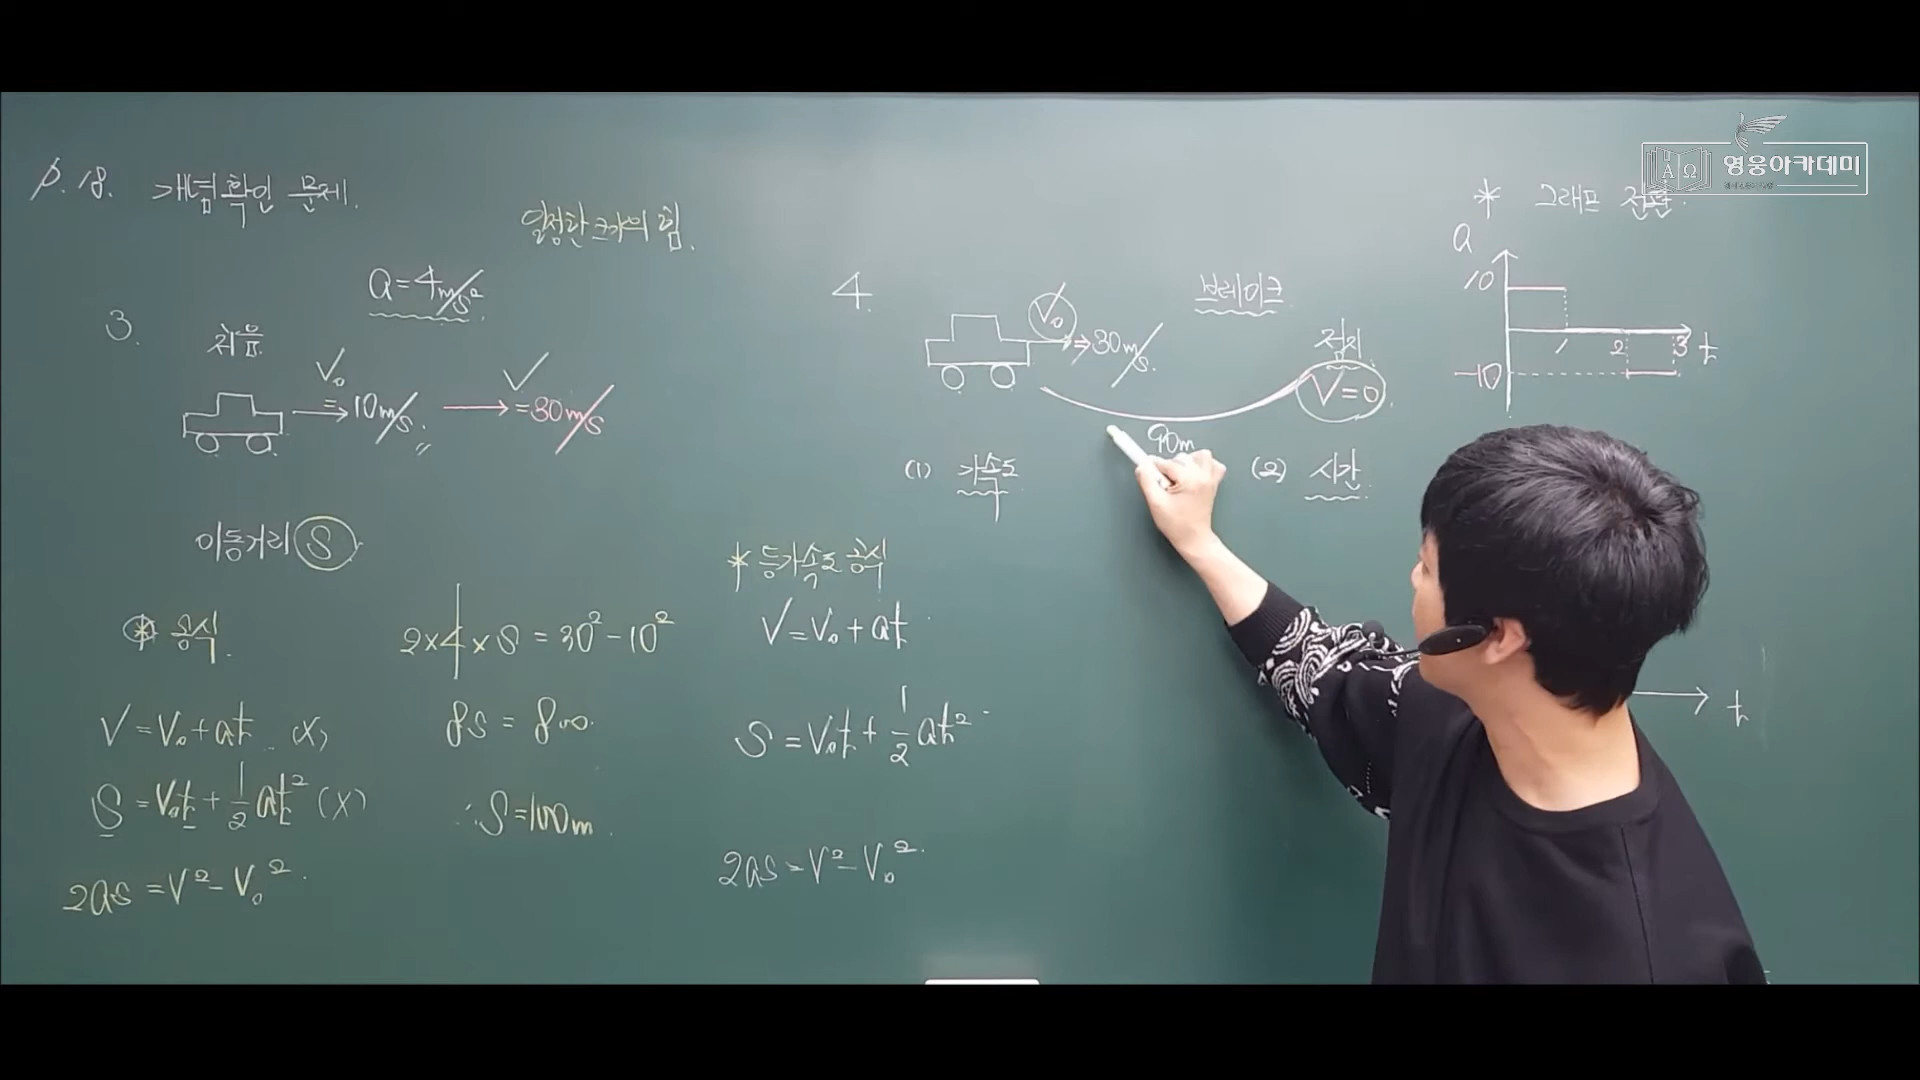 P.18. 개념확인 문제.
일정한 크기의 힘.
3.
a=4m/s²
처음
V₀
=10m/s.
V
=30m/s
이동거리 S
* 공식.
V=V₀+at (X)
S=V₀t+1/2at² (X)
2as=V²-V₀².
2×4×S=30²-10²
8S=800.
∴S=100m.
4.
V₀
=30m/s.
브레이크
정지
V=0
90m
(1) 가속도
(2) 시간
* 등가속도 공식
V=V₀+at.
S=V₀t+1/2at².
2as=V²-V₀².
영웅아카데미
A Ω
* 그래프 전환.
a
10
1 2 3 t
-10
t